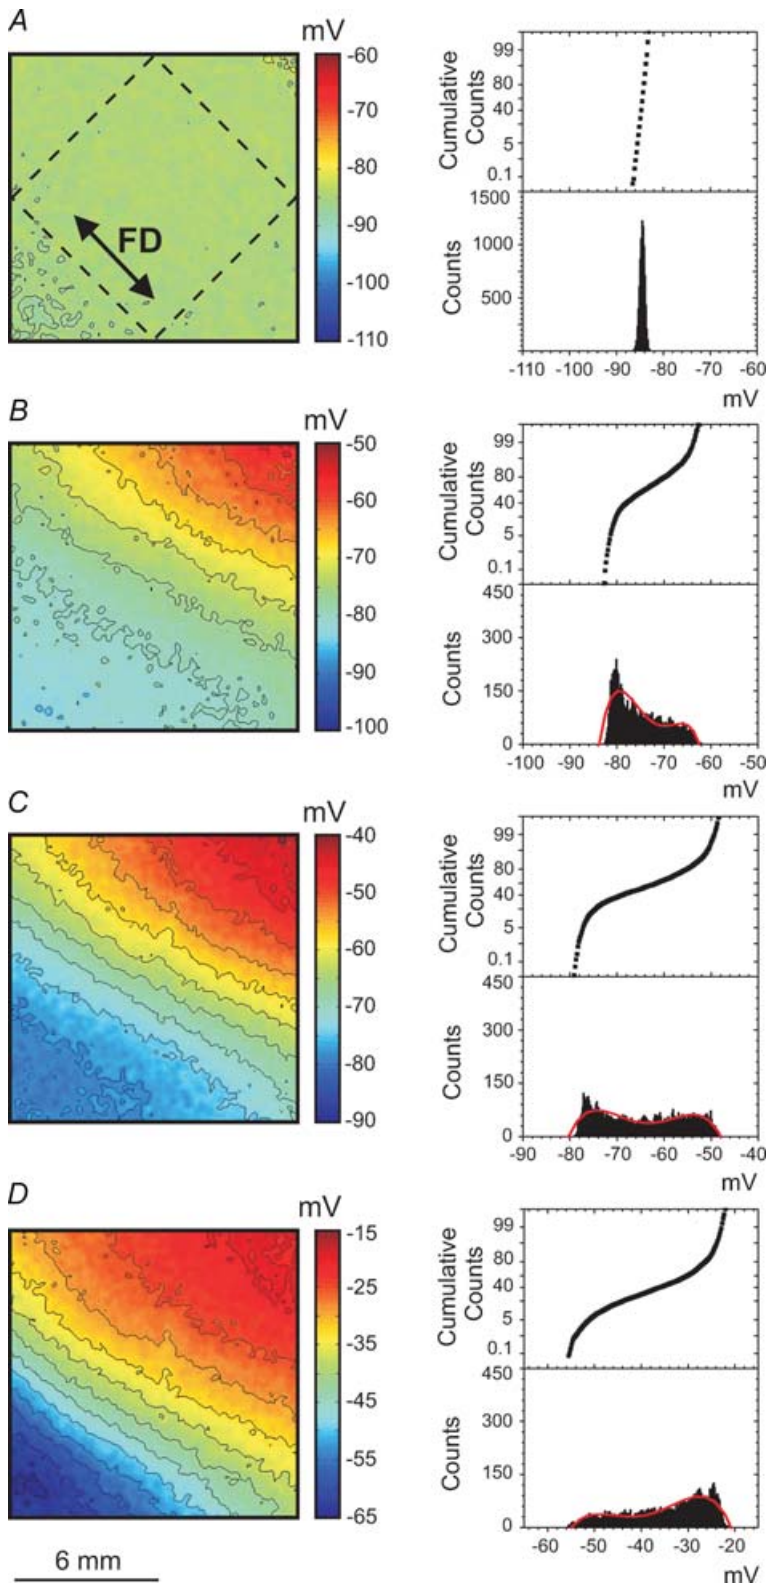 A
mV
-60
-70
-80
-90
-100
-110
FD
Cumulative
Counts
99
80
40
5
0.1
Counts
1500
1000
500
-110 -100 -90 -80 -70 -60
mV
B
mV
-50
-60
-70
-80
-90
-100
Cumulative
Counts
99
80
40
5
0.1
Counts
450
300
150
0
-100 -90 -80 -70 -60 -50
mV
C
mV
-40
-50
-60
-70
-80
-90
Cumulative
Counts
99
80
40
5
0.1
Counts
450
300
150
0
-90 -80 -70 -60 -50 -40
mV
D
mV
-15
-25
-35
-45
-55
-65
Cumulative
Counts
99
80
40
5
0.1
Counts
450
300
150
0
-60 -50 -40 -30 -20
mV
6 mm